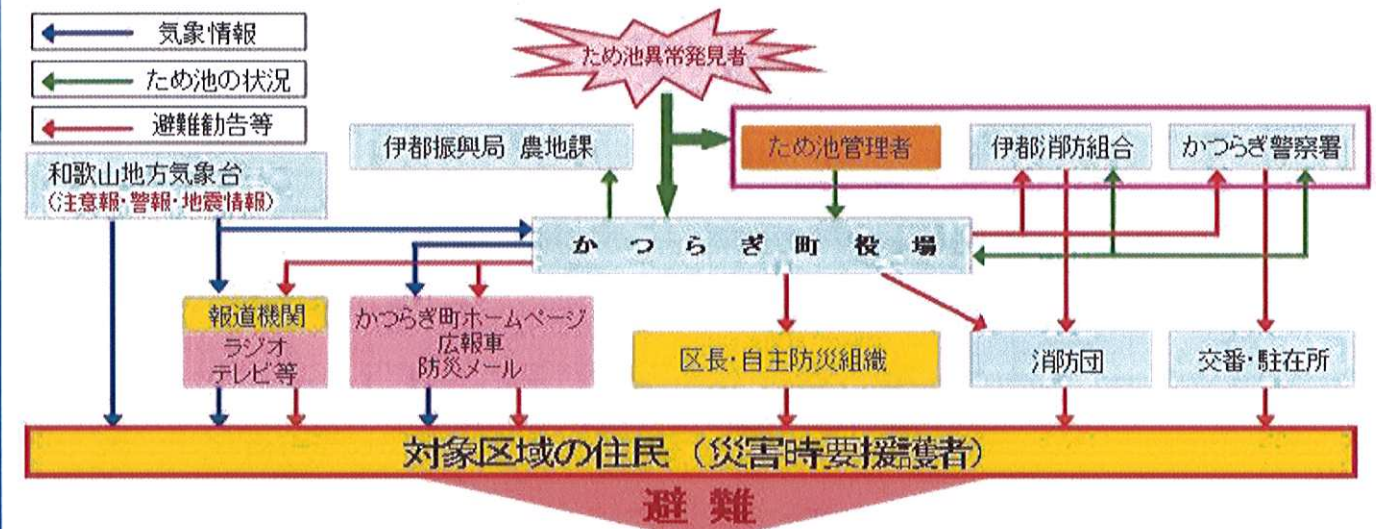 気象情報
ため池の状況
避難勧告等
ため池異常発見者
伊都振興局 農地課
ため池管理者
伊都消防組合
かつらぎ警察署
和歌山地方気象台
(注意報・警報・地震情報)
かつらぎ町役場
報道機関
ラジオ
テレビ等
かつらぎ町ホームページ
広報車
防災メール
区長・自主防災組織
消防団
交番・駐在所
対象区域の住民(災害時要援護者)
避難